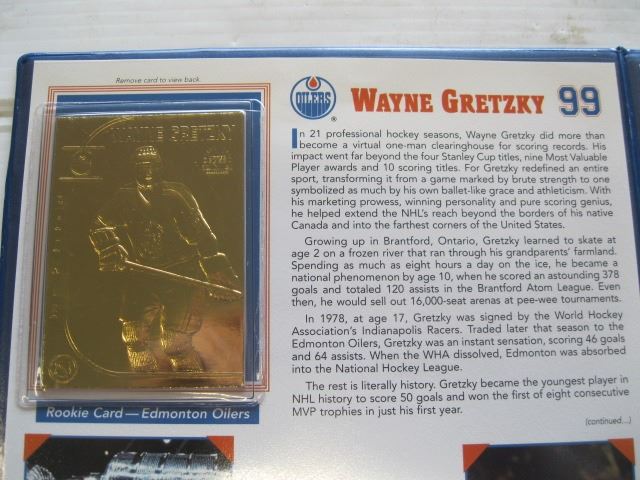 Remove card to view back.
WAYNE GRETZKY
Rookie Card — Edmonton Oilers
OILERS
®
WAYNE GRETZKY 99
In 21 professional hockey seasons, Wayne Gretzky did more than
become a virtual one-man clearinghouse for scoring records. His
impact went far beyond the four Stanley Cup titles, nine Most Valuable
Player awards and 10 scoring titles. For Gretzky redefined an entire
sport, transforming it from a game marked by brute strength to one
symbolized as much by his own ballet-like grace and athleticism. With
his marketing prowess, winning personality and pure scoring genius,
he helped extend the NHL's reach beyond the borders of his native
Canada and into the farthest corners of the United States.
Growing up in Brantford, Ontario, Gretzky learned to skate at
age 2 on a frozen river that ran through his grandparents' farmland.
Spending as much as eight hours a day on the ice, he became a
national phenomenon by age 10, when he scored an astounding 378
goals and totaled 120 assists in the Brantford Atom League. Even
then, he would sell out 16,000-seat arenas at pee-wee tournaments.
In 1978, at age 17, Gretzky was signed by the World Hockey
Association's Indianapolis Racers. Traded later that season to the
Edmonton Oilers, Gretzky was an instant sensation, scoring 46 goals
and 64 assists. When the WHA dissolved, Edmonton was absorbed
into the National Hockey League.
The rest is literally history. Gretzky became the youngest player in
NHL history to score 50 goals and won the first of eight consecutive
MVP trophies in just his first year.
(continued...)